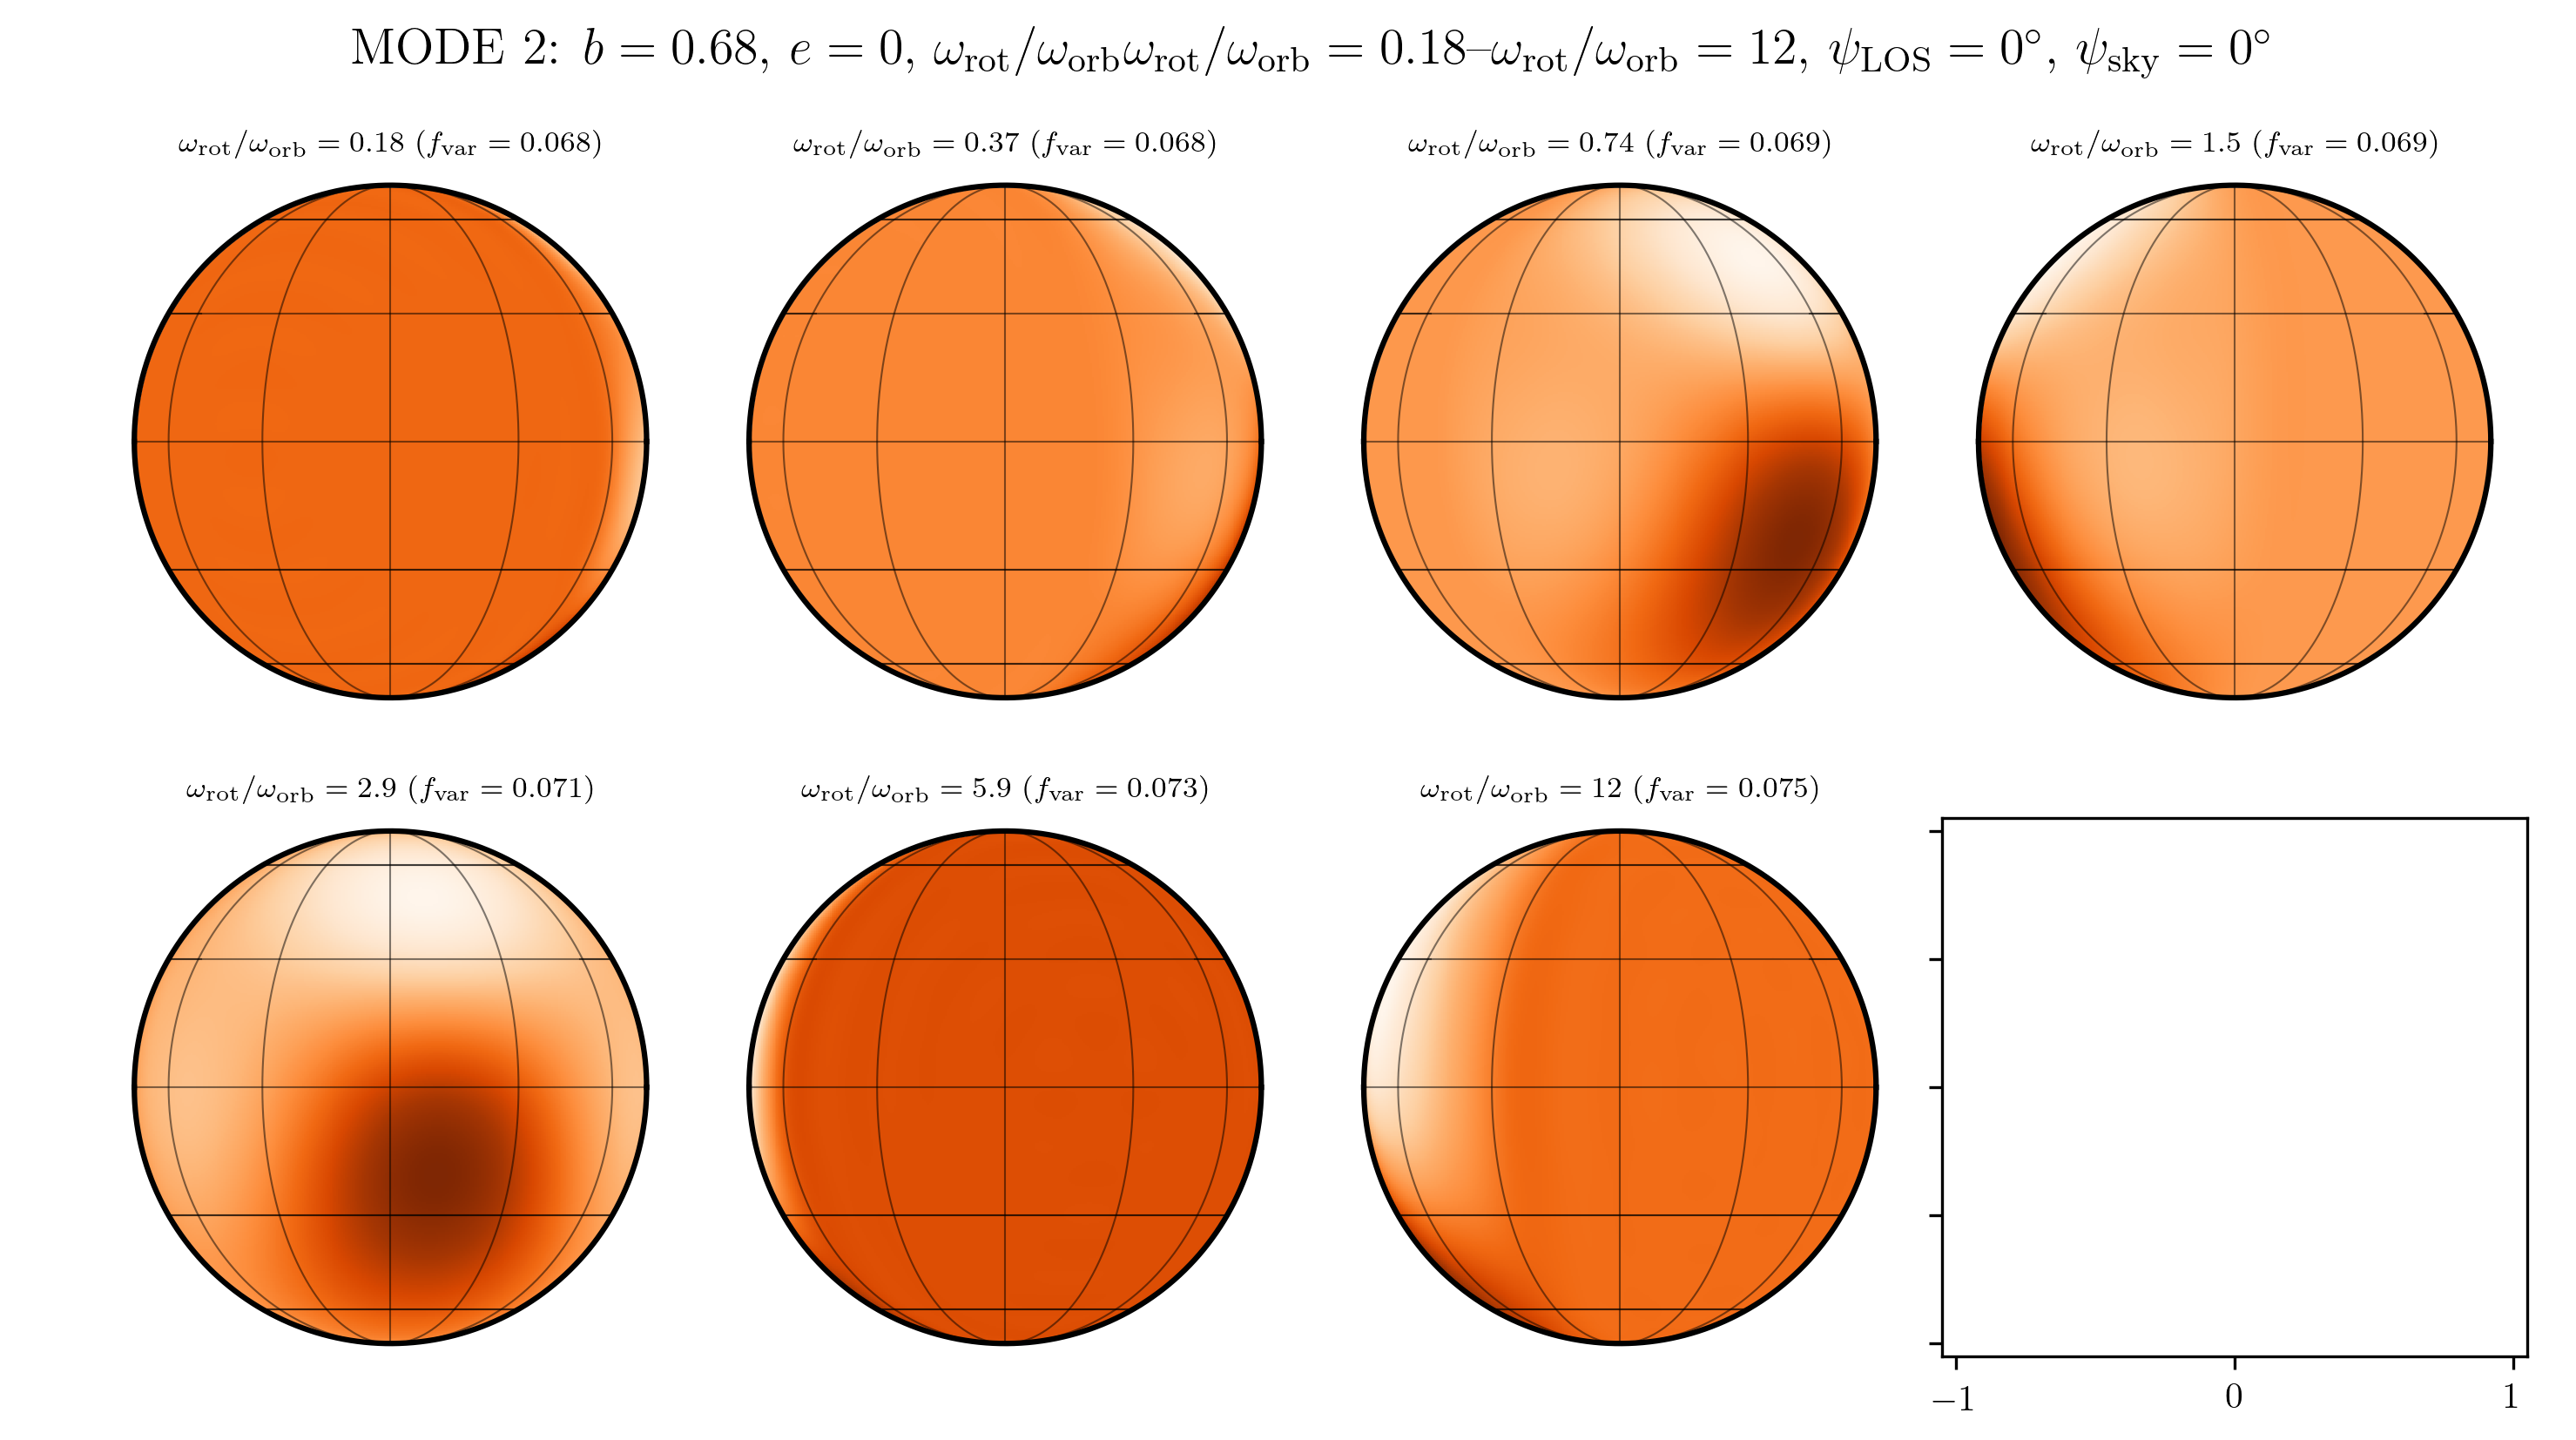 MODE 2: b = 0.68, e = 0, ω_rot/ω_orbω_rot/ω_orb = 0.18–ω_rot/ω_orb = 12, ψ_LOS = 0°, ψ_sky = 0°
ω_rot/ω_orb = 0.18 (f_var = 0.068)
ω_rot/ω_orb = 0.37 (f_var = 0.068)
ω_rot/ω_orb = 0.74 (f_var = 0.069)
ω_rot/ω_orb = 1.5 (f_var = 0.069)
ω_rot/ω_orb = 2.9 (f_var = 0.071)
ω_rot/ω_orb = 5.9 (f_var = 0.073)
ω_rot/ω_orb = 12 (f_var = 0.075)
−1 0 1